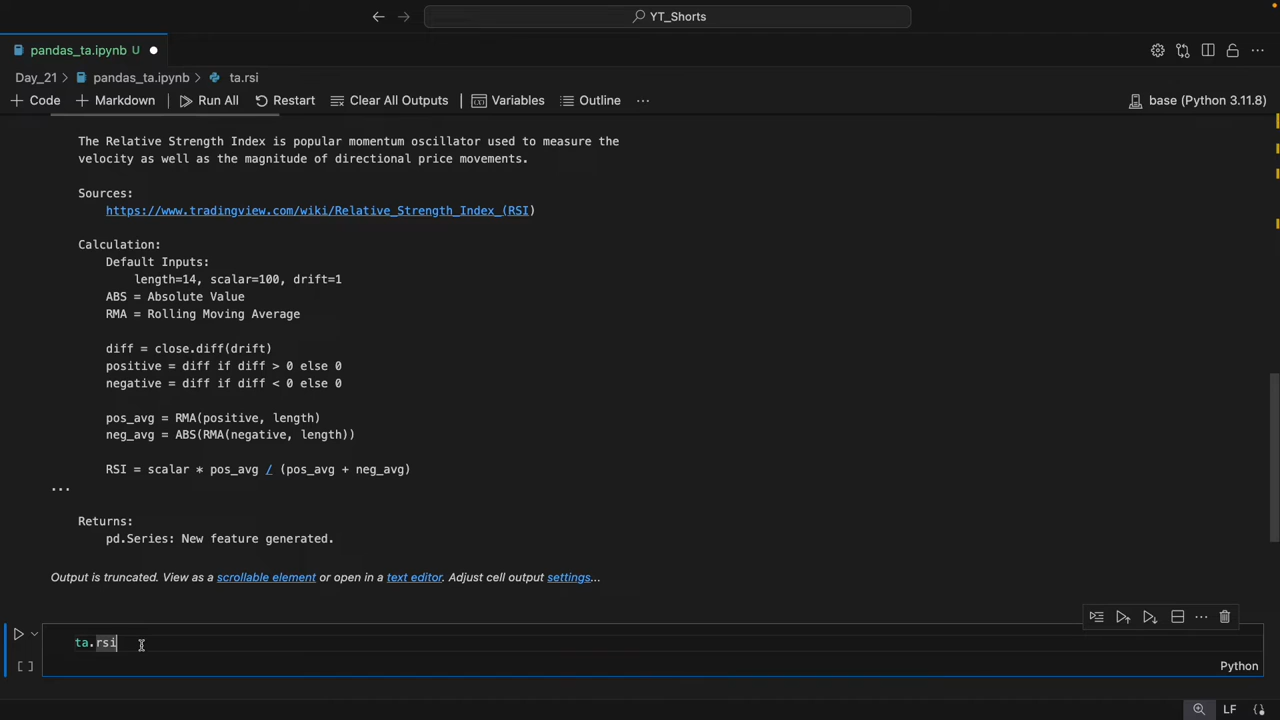 YT_Shorts
pandas_ta.ipynb U
Day_21 > pandas_ta.ipynb > ta.rsi
+ Code + Markdown Run All Restart Clear All Outputs Variables Outline ... base (Python 3.11.8)
The Relative Strength Index is popular momentum oscillator used to measure the
velocity as well as the magnitude of directional price movements.
Sources:
https://www.tradingview.com/wiki/Relative_Strength_Index_(RSI)
Calculation:
Default Inputs:
length=14, scalar=100, drift=1
ABS = Absolute Value
RMA = Rolling Moving Average
diff = close.diff(drift)
positive = diff if diff > 0 else 0
negative = diff if diff < 0 else 0
pos_avg = RMA(positive, length)
neg_avg = ABS(RMA(negative, length))
RSI = scalar * pos_avg / (pos_avg + neg_avg)
...
Returns:
pd.Series: New feature generated.
Output is truncated. View as a scrollable element or open in a text editor. Adjust cell output settings...
ta.rsi
[ ]
Python
LF